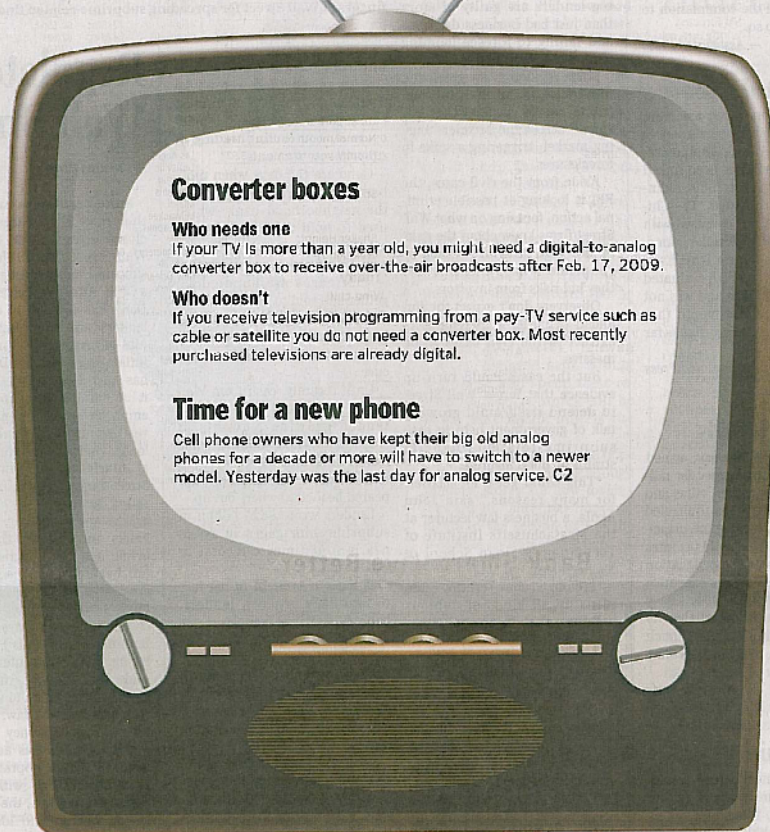 Converter boxes
Who needs one
If your TV is more than a year old, you might need a digital-to-analog
converter box to receive over-the-air broadcasts after Feb. 17, 2009.
Who doesn't
If you receive television programming from a pay-TV service such as
cable or satellite you do not need a converter box. Most recently
purchased televisions are already digital.
Time for a new phone
Cell phone owners who have kept their big old analog
phones for a decade or more will have to switch to a newer
model. Yesterday was the last day for analog service. C2